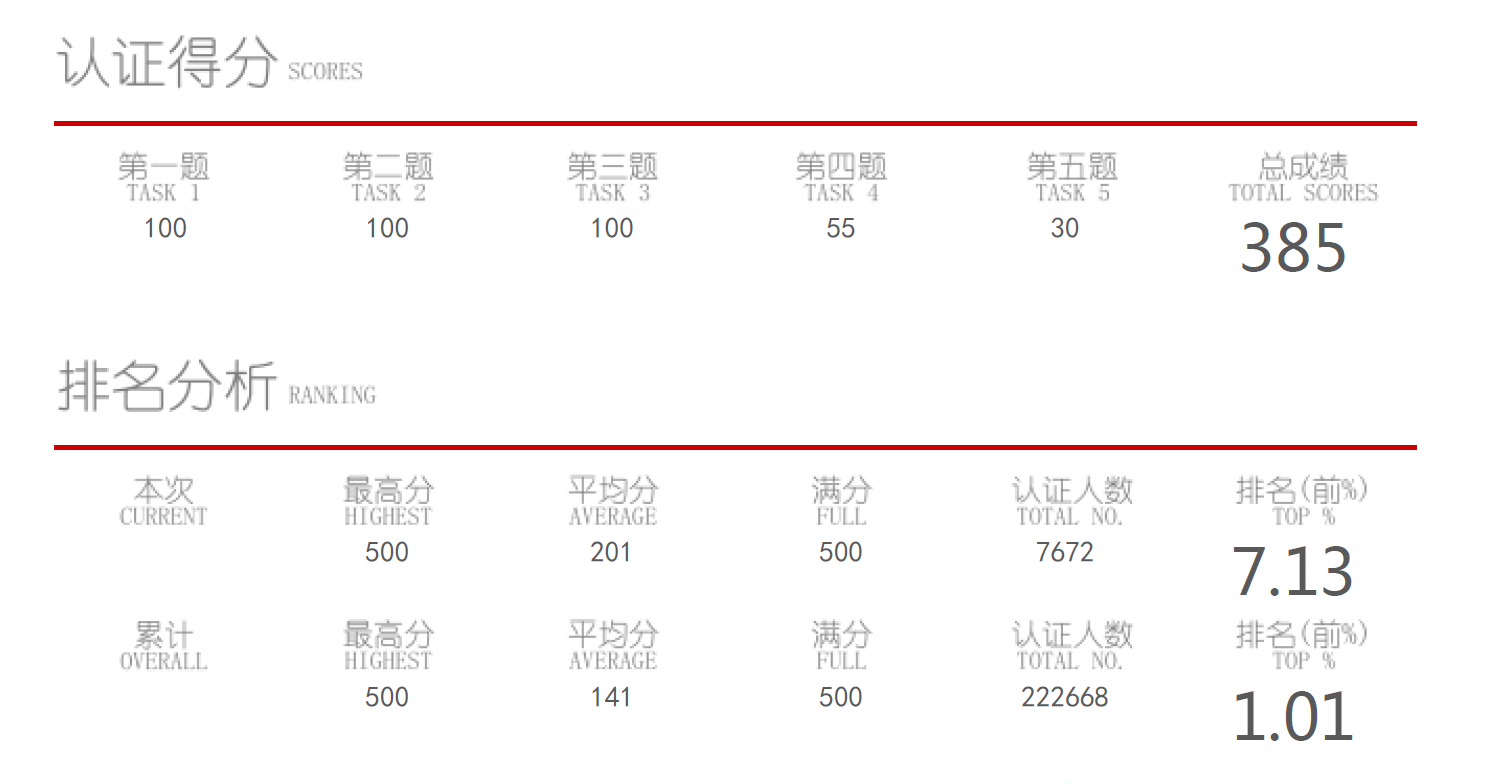 认证得分 SCORES
第一题 第二题 第三题 第四题 第五题 总成绩
TASK 1 TASK 2 TASK 3 TASK 4 TASK 5 TOTAL SCORES
100 100 100 55 30 385
排名分析 RANKING
本次 最高分 平均分 满分 认证人数 排名(前%)
CURRENT HIGHEST AVERAGE FULL TOTAL NO. TOP %
500 201 500 7672 7.13
累计 最高分 平均分 满分 认证人数 排名(前%)
OVERALL HIGHEST AVERAGE FULL TOTAL NO. TOP %
500 141 500 222668 1.01